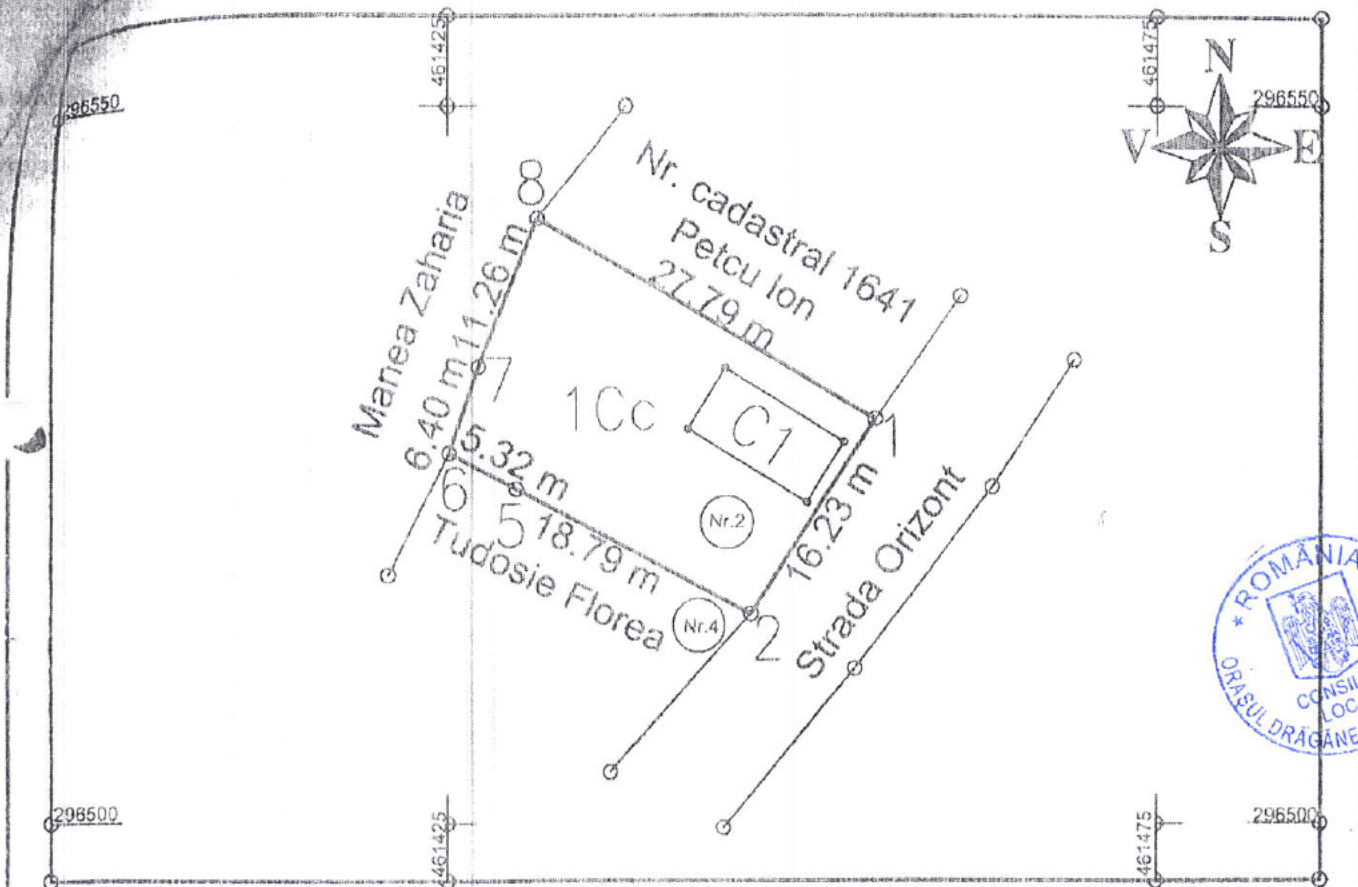 461425
461475
296550
296550
N
V
E
S
8
Nr. cadastral 1641
Petcu Ion
27.79 m
Manea Zaharia
11.26 m
6.40 m
7
1Cc
C1
1
5.32 m
6
5
18.79 m
Tudosie Florea
Nr.2
Nr.4
16.23 m
2
Strada Orizont
* ROMÂNIA
CONSIL
LOC
ORAȘUL DRĂGĂNE
296500
461425
461475
296500